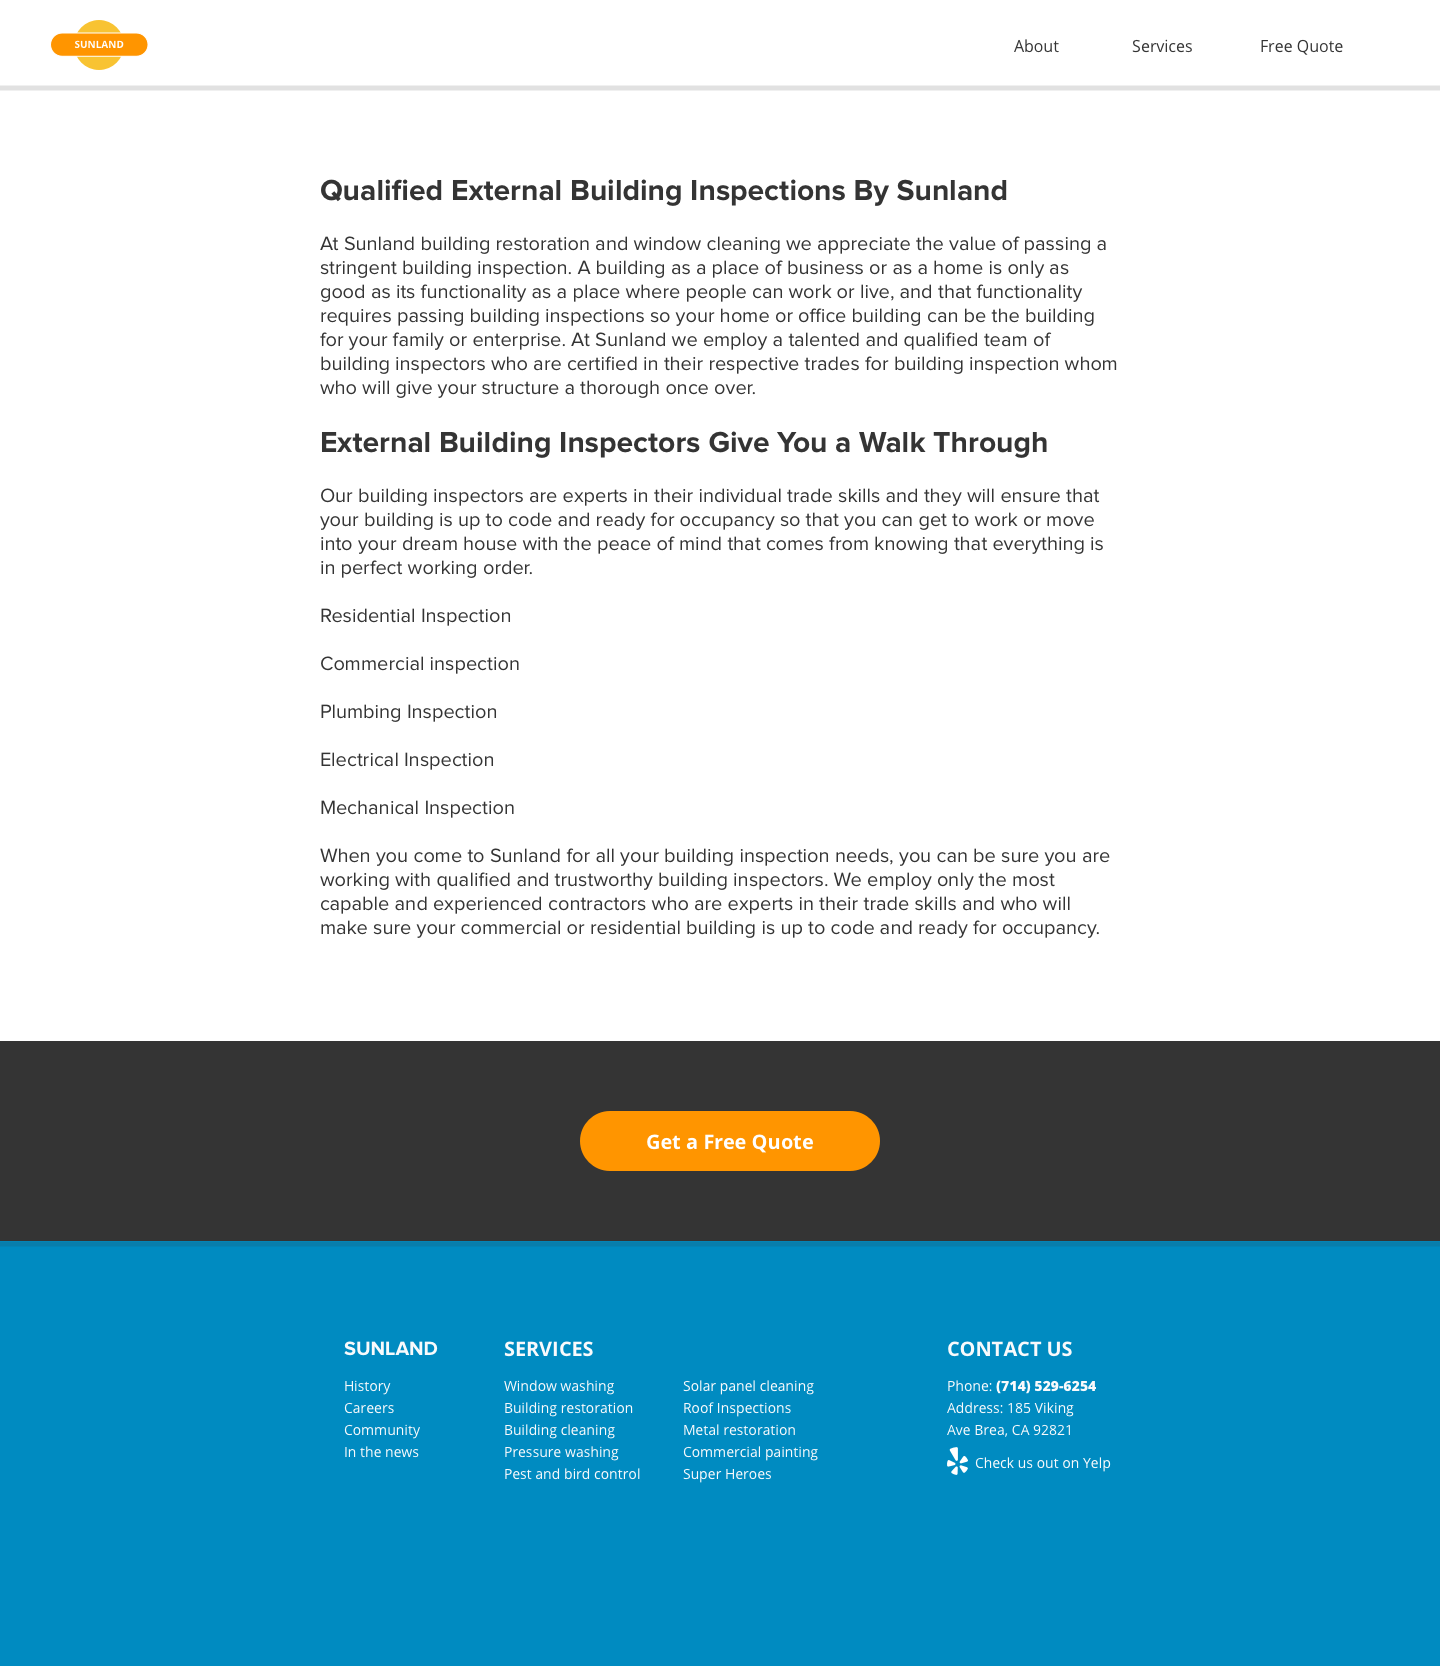 SUNLAND
About
Services
Free Quote
Qualified External Building Inspections By Sunland
At Sunland building restoration and window cleaning we appreciate the value of passing a
stringent building inspection. A building as a place of business or as a home is only as
good as its functionality as a place where people can work or live, and that functionality
requires passing building inspections so your home or office building can be the building
for your family or enterprise. At Sunland we employ a talented and qualified team of
building inspectors who are certified in their respective trades for building inspection whom
who will give your structure a thorough once over.
External Building Inspectors Give You a Walk Through
Our building inspectors are experts in their individual trade skills and they will ensure that
your building is up to code and ready for occupancy so that you can get to work or move
into your dream house with the peace of mind that comes from knowing that everything is
in perfect working order.
Residential Inspection
Commercial inspection
Plumbing Inspection
Electrical Inspection
Mechanical Inspection
When you come to Sunland for all your building inspection needs, you can be sure you are
working with qualified and trustworthy building inspectors. We employ only the most
capable and experienced contractors who are experts in their trade skills and who will
make sure your commercial or residential building is up to code and ready for occupancy.
Get a Free Quote
SUNLAND
History
Careers
Community
In the news
SERVICES
Window washing
Building restoration
Building cleaning
Pressure washing
Pest and bird control
Solar panel cleaning
Roof Inspections
Metal restoration
Commercial painting
Super Heroes
CONTACT US
Phone: (714) 529-6254
Address: 185 Viking
Ave Brea, CA 92821
Check us out on Yelp